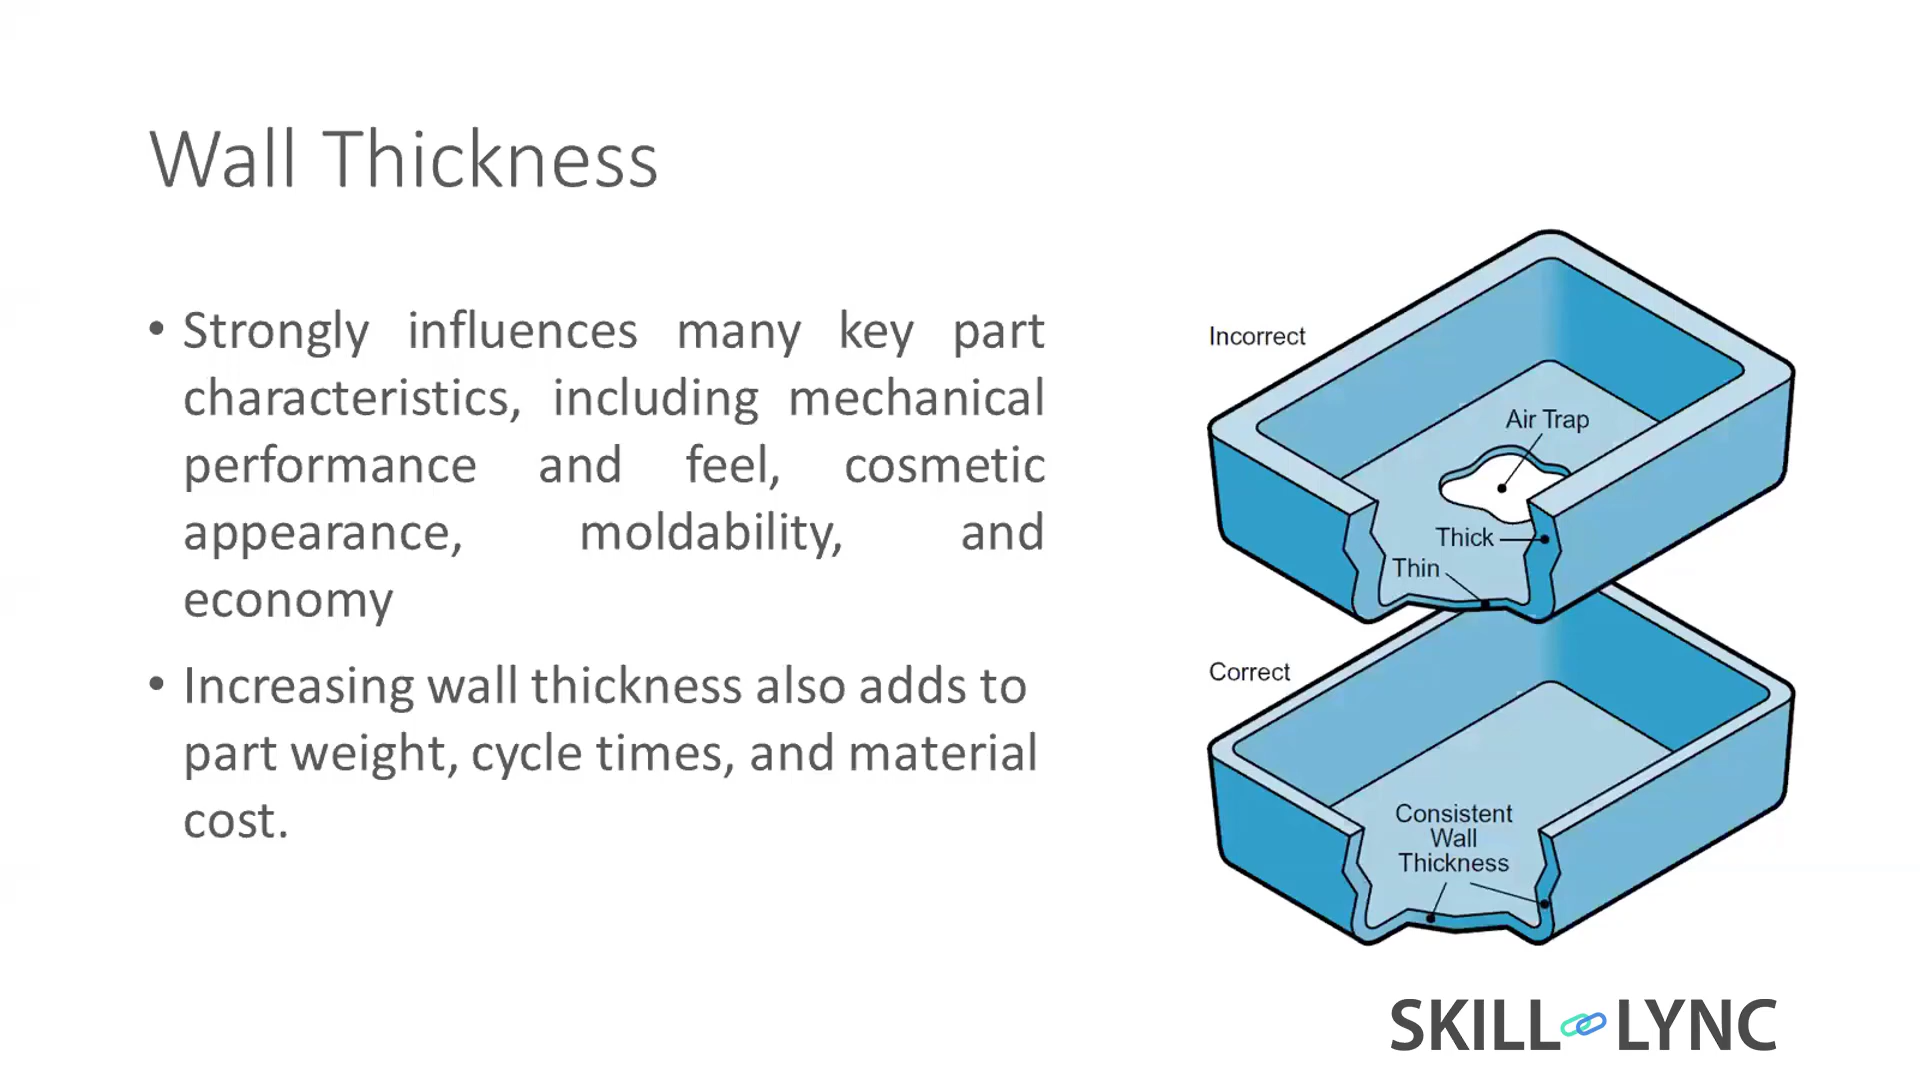 Wall Thickness
• Strongly influences many key part
characteristics, including mechanical
performance and feel, cosmetic
appearance, moldability, and
economy
• Increasing wall thickness also adds to
part weight, cycle times, and material
cost.
Incorrect
Air Trap
Thick
Thin
Correct
Consistent
Wall
Thickness
SKILL LYNC